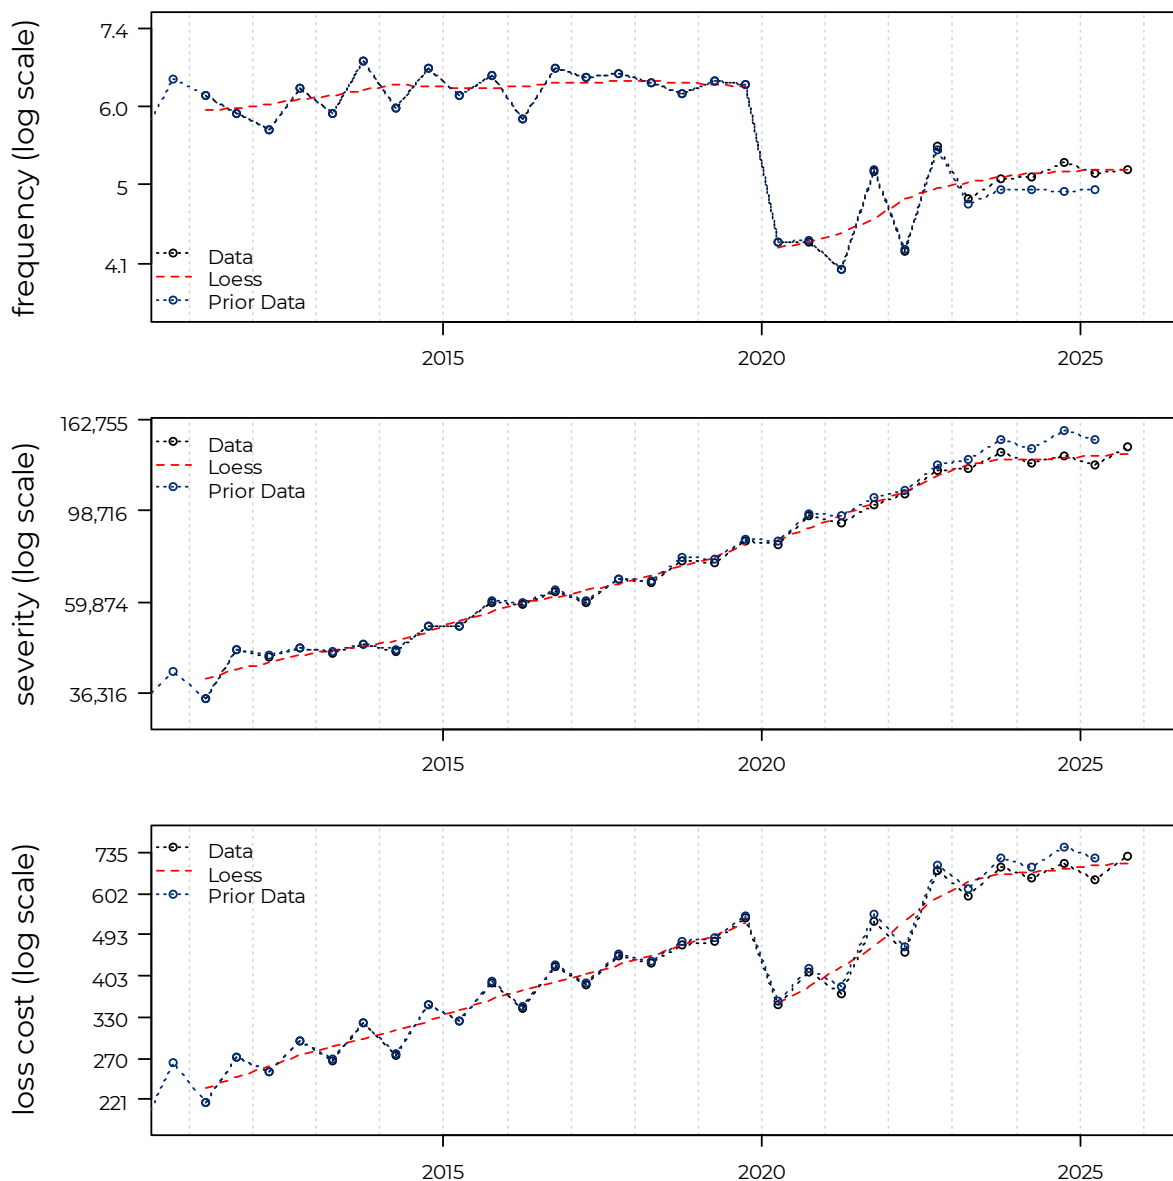 frequency (log scale)
7.4
6.0
5
4.1
Data
Loess
Prior Data
2015 2020 2025
severity (log scale)
162,755
98,716
59,874
36,316
Data
Loess
Prior Data
2015 2020 2025
loss cost (log scale)
735
602
493
403
330
270
221
Data
Loess
Prior Data
2015 2020 2025